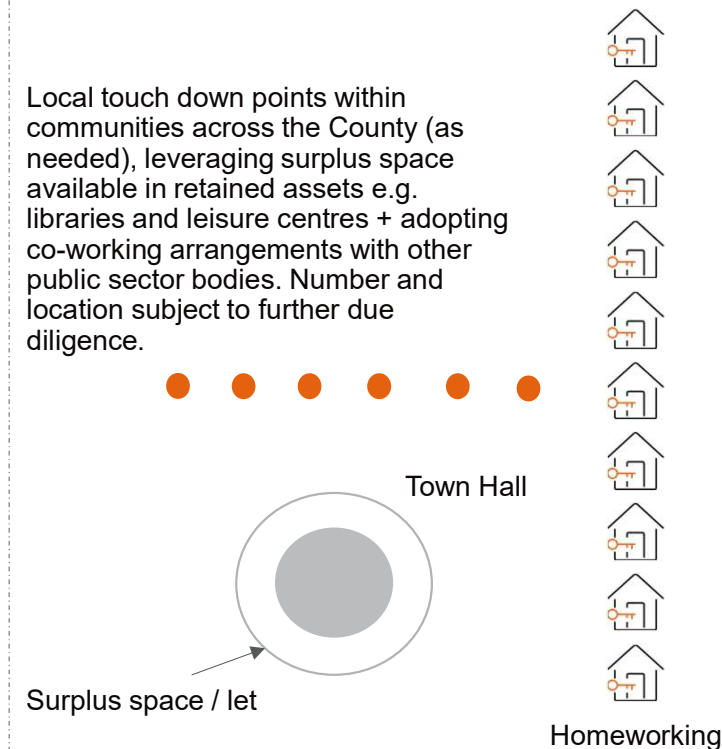 Local touch down points within
communities across the County (as
needed), leveraging surplus space
available in retained assets e.g.
libraries and leisure centres + adopting
co-working arrangements with other
public sector bodies. Number and
location subject to further due
diligence.
Town Hall
Surplus space / let
Homeworking